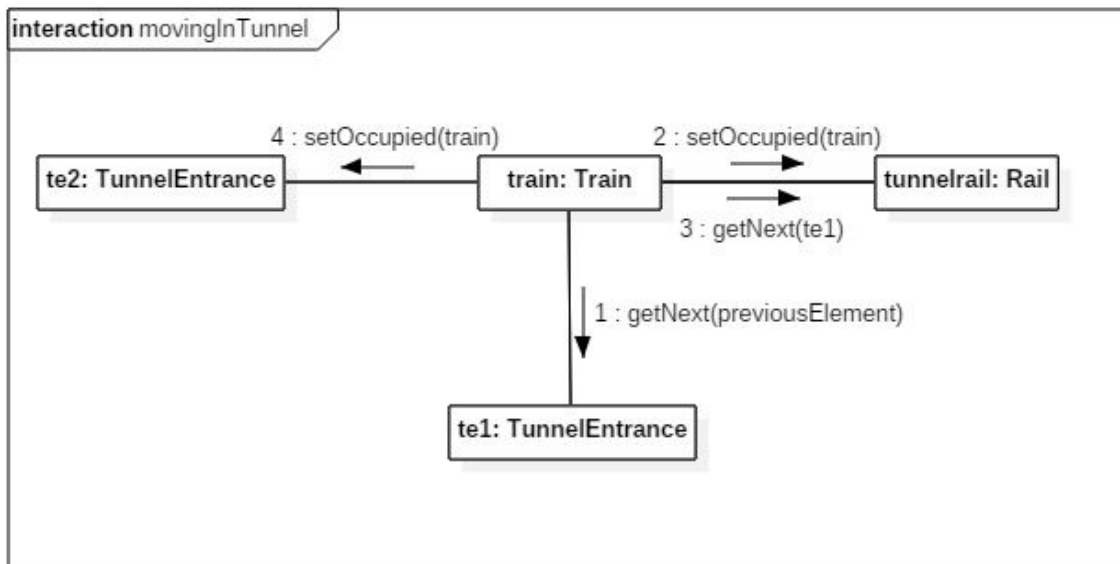 interaction movingInTunnel
4 : setOccupied(train)
2 : setOccupied(train)
te2: TunnelEntrance
train: Train
tunnelrail: Rail
3 : getNext(te1)
1 : getNext(previousElement)
te1: TunnelEntrance